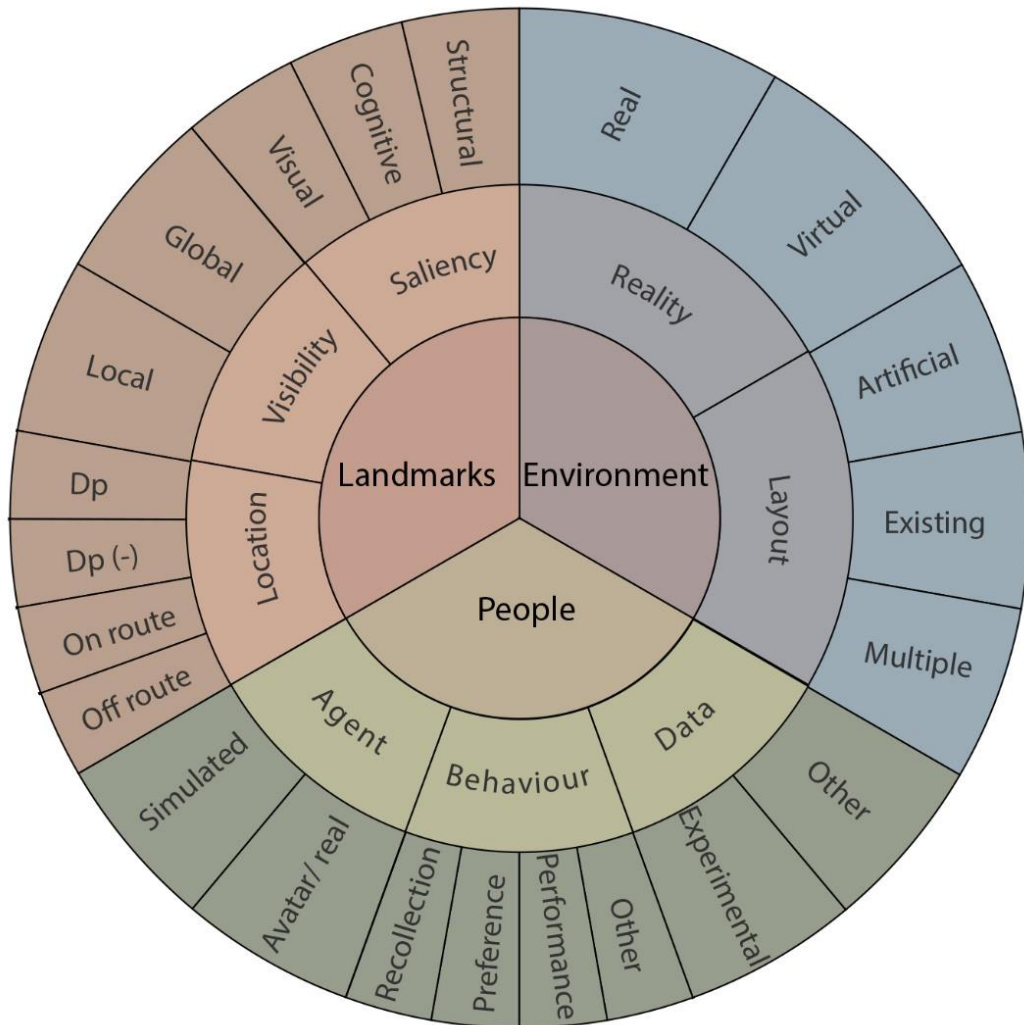 Structural
Cognitive
Visual
Global
Local
Dp
Dp (-)
On route
Off route
Saliency
Visibility
Location
Landmarks
Real
Virtual
Artificial
Existing
Multiple
Reality
Layout
Environment
People
Agent
Behaviour
Data
Simulated
Avatar/ real
Recollection
Preference
Performance
Other
Experimental
Other